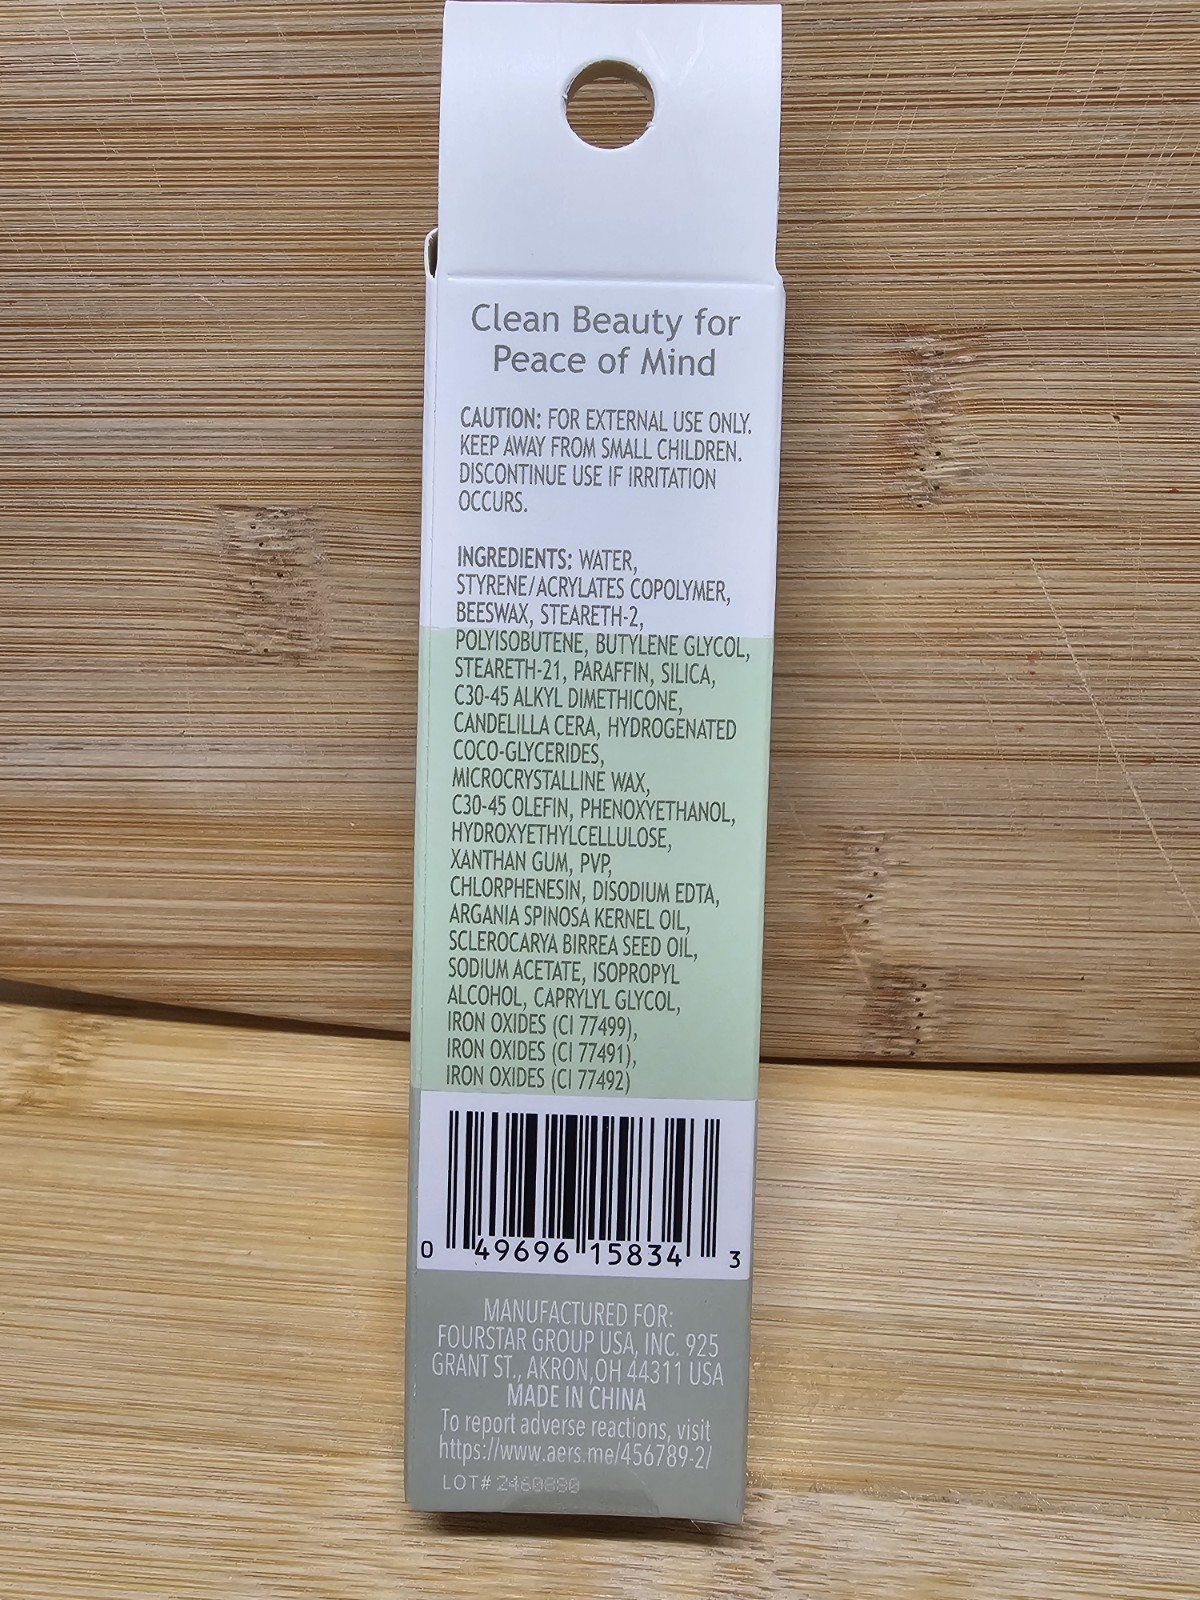 Clean Beauty for
Peace of Mind
CAUTION: FOR EXTERNAL USE ONLY.
KEEP AWAY FROM SMALL CHILDREN.
DISCONTINUE USE IF IRRITATION
OCCURS.
INGREDIENTS: WATER,
STYRENE/ACRYLATES COPOLYMER,
BEESWAX, STEARETH-2,
POLYISOBUTENE, BUTYLENE GLYCOL,
STEARETH-21, PARAFFIN, SILICA,
C30-45 ALKYL DIMETHICONE,
CANDELILLA CERA, HYDROGENATED
COCO-GLYCERIDES,
MICROCRYSTALLINE WAX,
C30-45 OLEFIN, PHENOXYETHANOL,
HYDROXYETHYLCELLULOSE,
XANTHAN GUM, PVP,
CHLORPHENESIN, DISODIUM EDTA,
ARGANIA SPINOSA KERNEL OIL,
SCLEROCARYA BIRREA SEED OIL,
SODIUM ACETATE, ISOPROPYL
ALCOHOL, CAPRYLYL GLYCOL,
IRON OXIDES (CI 77499),
IRON OXIDES (CI 77491),
IRON OXIDES (CI 77492)
0 49696 15834 3
MANUFACTURED FOR:
FOURSTAR GROUP USA, INC. 925
GRANT ST., AKRON,OH 44311 USA
MADE IN CHINA
To report adverse reactions, visit
https://www.aers.me/456789-2/
LOT#